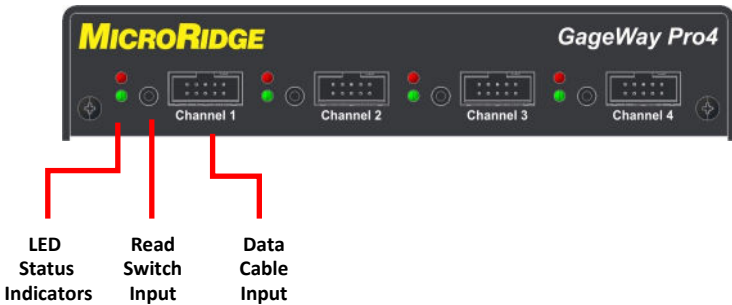 MICRORIDGE
GageWay Pro4
Channel 1
Channel 2
Channel 3
Channel 4
LED
Status
Indicators
Read
Switch
Input
Data
Cable
Input